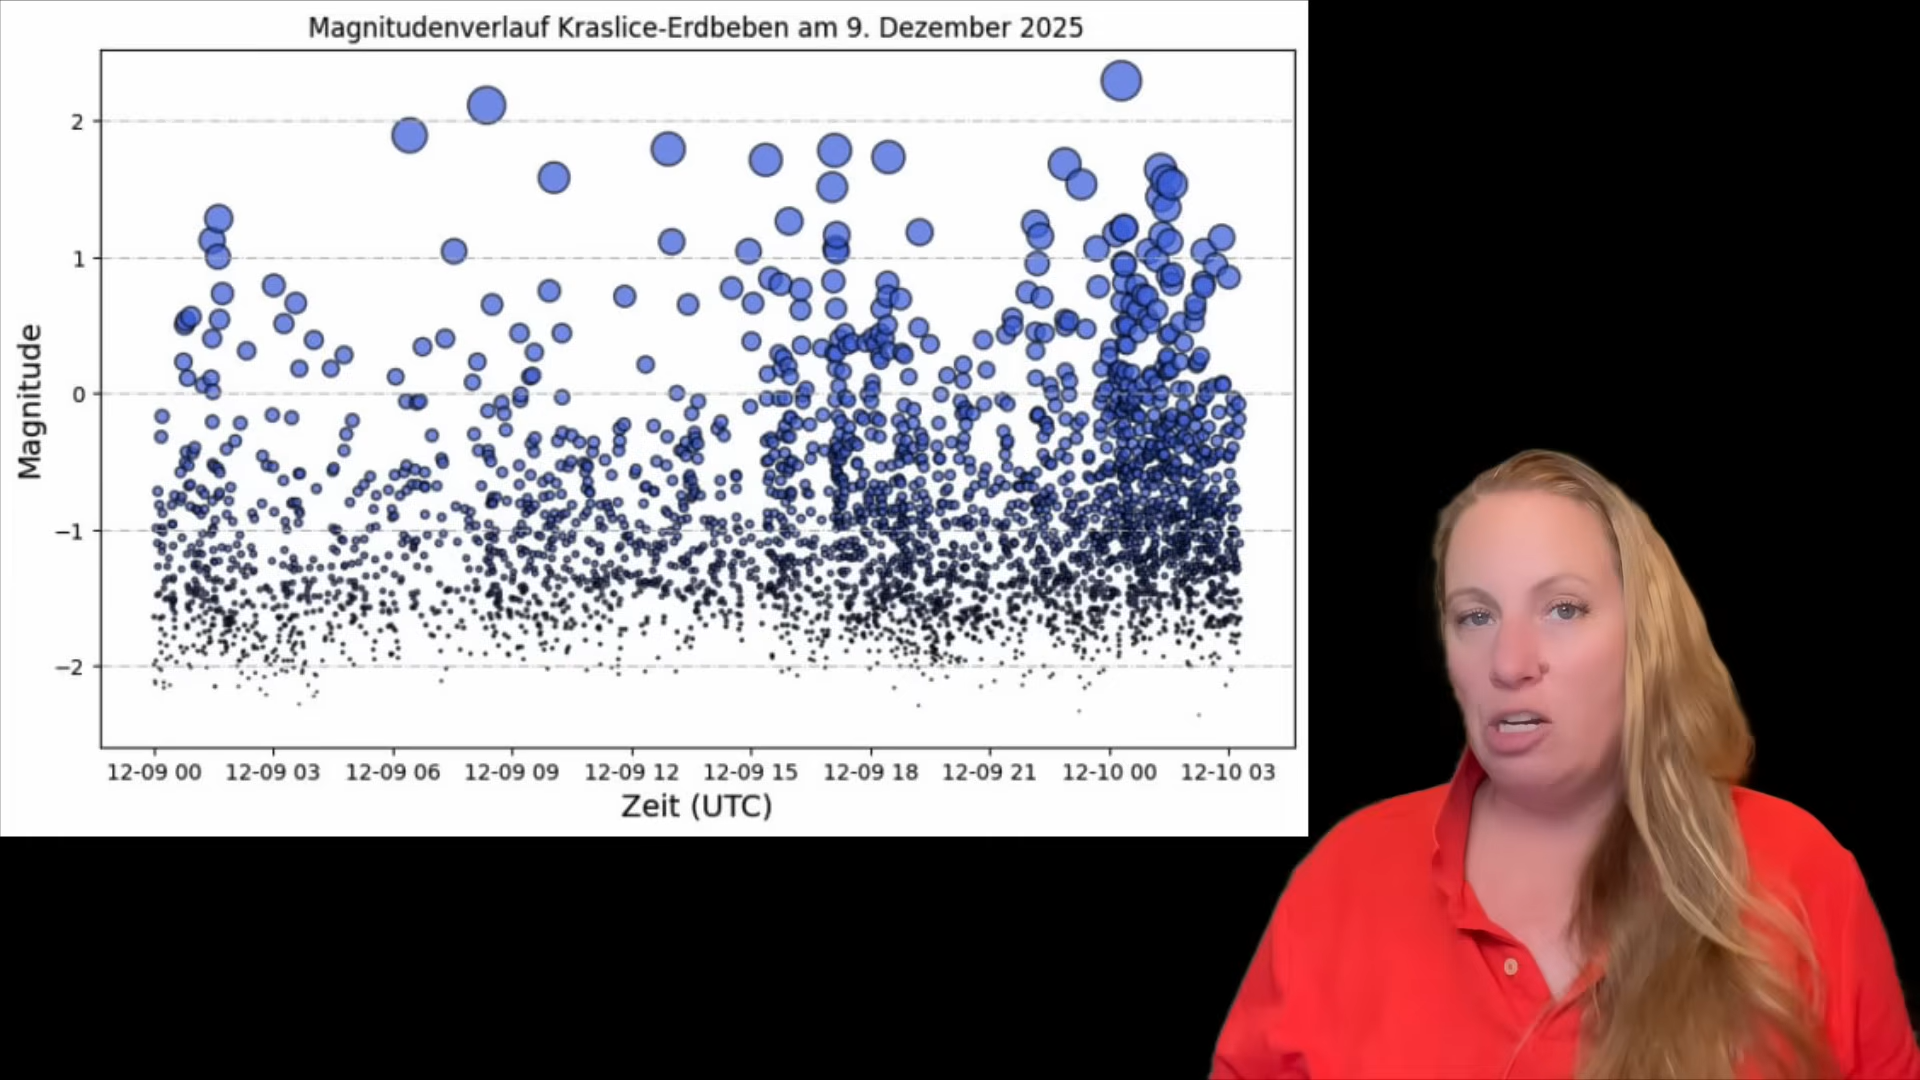 Magnitudenverlauf Kraslice-Erdbeben am 9. Dezember 2025
Magnitude
2
1
0
−1
−2
12-09 00 12-09 03 12-09 06 12-09 09 12-09 12 12-09 15 12-09 18 12-09 21 12-10 00 12-10 03
Zeit (UTC)